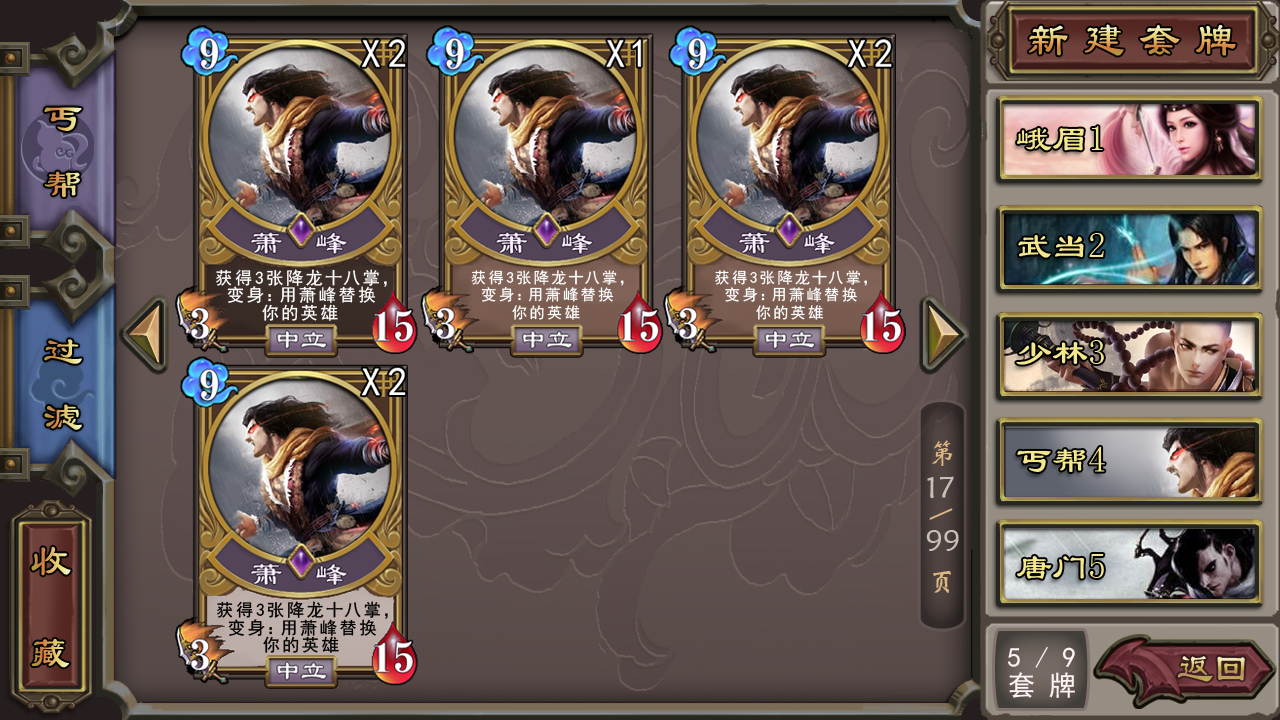 丐帮
过滤
收藏
9
X2
萧峰
获得3张降龙十八掌,
变身:用萧峰替换
你的英雄
3
中立
15
9
X1
萧峰
获得3张降龙十八掌,
变身:用萧峰替换
你的英雄
3
中立
15
9
X2
萧峰
获得3张降龙十八掌,
变身:用萧峰替换
你的英雄
3
中立
15
9
X2
萧峰
获得3张降龙十八掌,
变身:用萧峰替换
你的英雄
3
中立
15
第
17
/
99
页
新建套牌
峨眉1
武当2
少林3
丐帮4
唐门5
5/9
套牌
返回